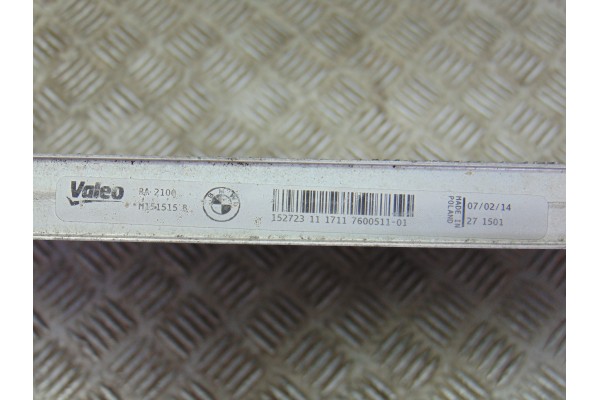 Valeo
RA 2100
M151515 R
BMW
152723 11 1711 7600511-01
MADE IN
POLAND
07/02/14
27 1501